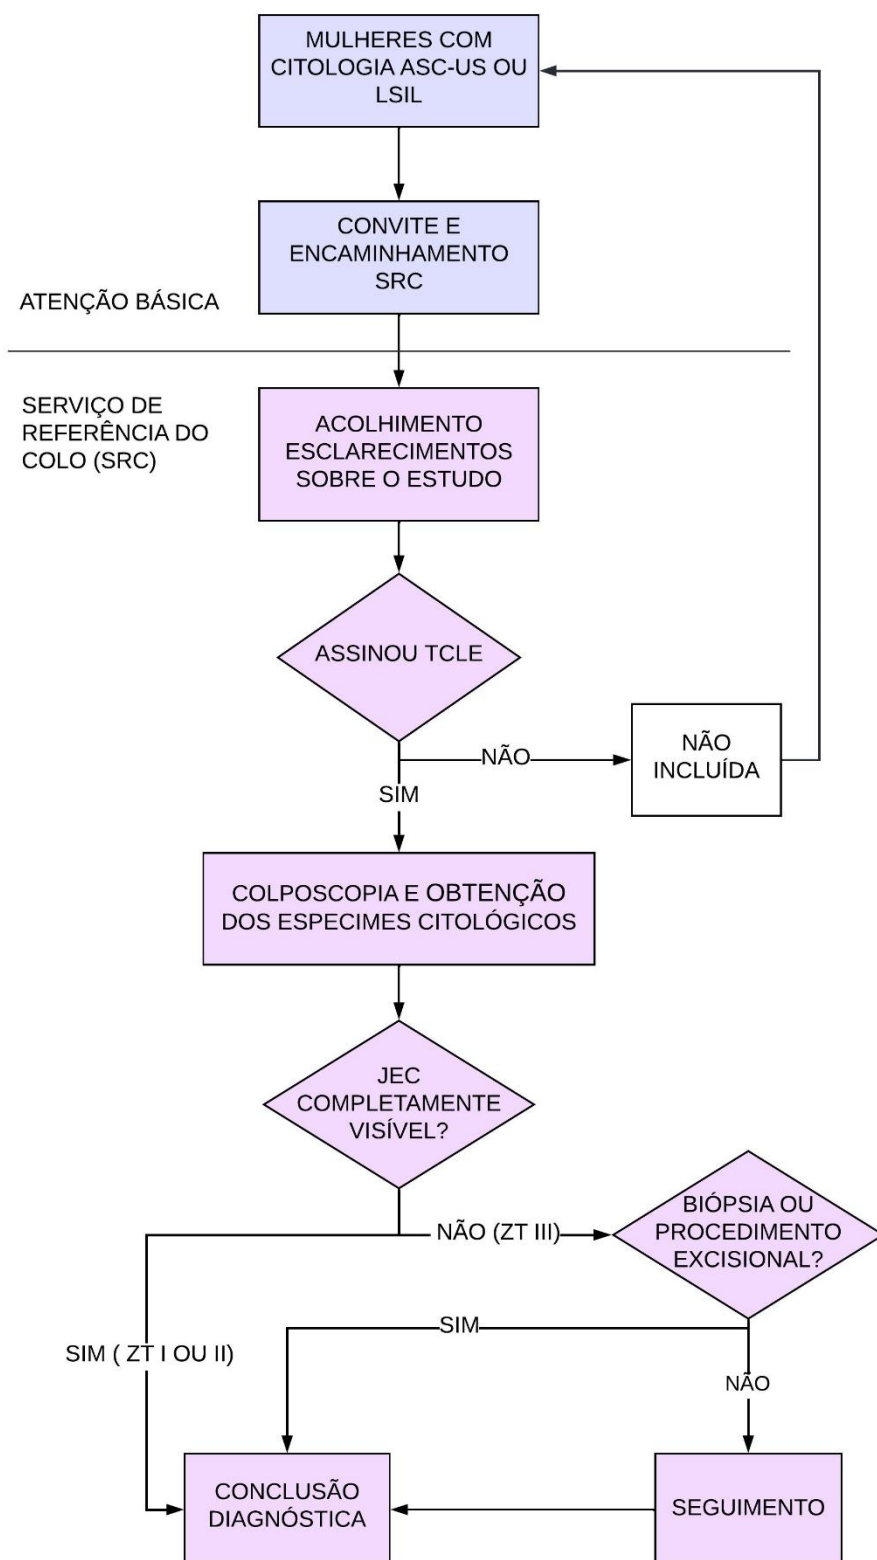 MULHERES COM
CITOLOGIA ASC-US OU
LSIL
CONVITE E
ENCAMINHAMENTO
SRC
ATENÇÃO BÁSICA
SERVIÇO DE
REFERÊNCIA DO
COLO (SRC)
ACOLHIMENTO
ESCLARECIMENTOS
SOBRE O ESTUDO
ASSINOU TCLE
NÃO
NÃO
INCLUÍDA
SIM
COLPOSCOPIA E OBTENÇÃO
DOS ESPECIMES CITOLÓGICOS
JEC
COMPLETAMENTE
VISÍVEL?
NÃO (ZT III)
BIÓPSIA OU
PROCEDIMENTO
EXCISIONAL?
SIM
SIM ( ZT I OU II)
NÃO
CONCLUSÃO
DIAGNÓSTICA
SEGUIMENTO